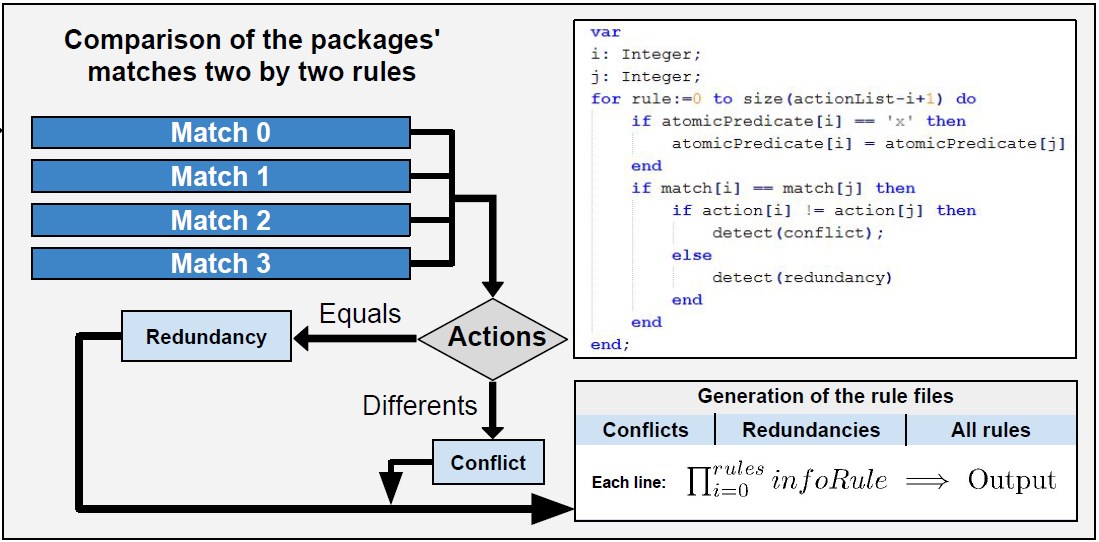 Comparison of the packages'
matches two by two rules
Match 0
Match 1
Match 2
Match 3
Actions
Equals
Redundancy
Differents
Conflict
var
i: Integer;
j: Integer;
for rule:=0 to size(actionList-i+1) do
if atomicPredicate[i] == 'x' then
atomicPredicate[i] = atomicPredicate[j]
end
if match[i] == match[j] then
if action[i] != action[j] then
detect(conflict);
else
detect(redundancy)
end
end
end;
Generation of the rule files
Conflicts Redundancies All rules
Each line: ∏_{i=0}^{rules} infoRule ⟹ Output